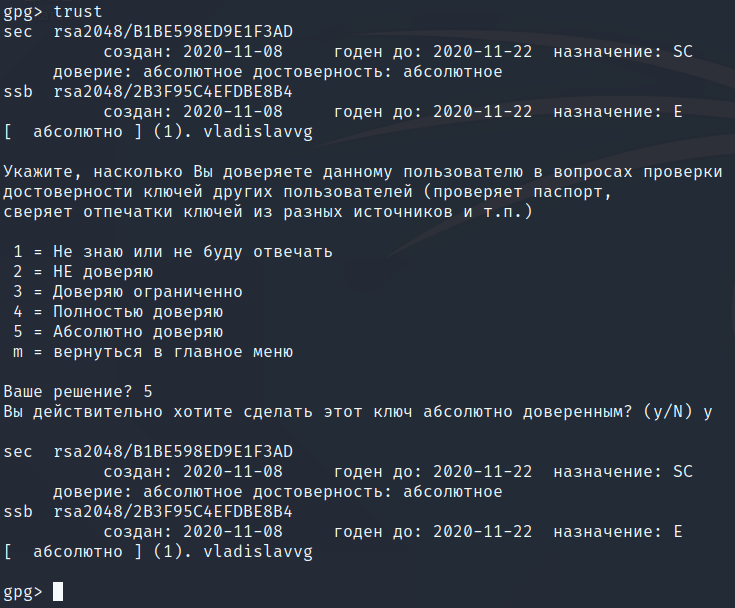 gpg> trust
sec  rsa2048/B1BE598ED9E1F3AD
          создан: 2020-11-08     годен до: 2020-11-22  назначение: SC
     доверие: абсолютное достоверность: абсолютное
ssb  rsa2048/2B3F95C4EFDBE8B4
          создан: 2020-11-08     годен до: 2020-11-22  назначение: E
[  абсолютно ] (1). vladislavvg

Укажите, насколько Вы доверяете данному пользователю в вопросах проверки
достоверности ключей других пользователей (проверяет паспорт,
сверяет отпечатки ключей из разных источников и т.п.)

 1 = Не знаю или не буду отвечать
 2 = НЕ доверяю
 3 = Доверяю ограниченно
 4 = Полностью доверяю
 5 = Абсолютно доверяю
 m = вернуться в главное меню

Ваше решение? 5
Вы действительно хотите сделать этот ключ абсолютно доверенным? (y/N) y

sec  rsa2048/B1BE598ED9E1F3AD
          создан: 2020-11-08     годен до: 2020-11-22  назначение: SC
     доверие: абсолютное достоверность: абсолютное
ssb  rsa2048/2B3F95C4EFDBE8B4
          создан: 2020-11-08     годен до: 2020-11-22  назначение: E
[  абсолютно ] (1). vladislavvg

gpg>